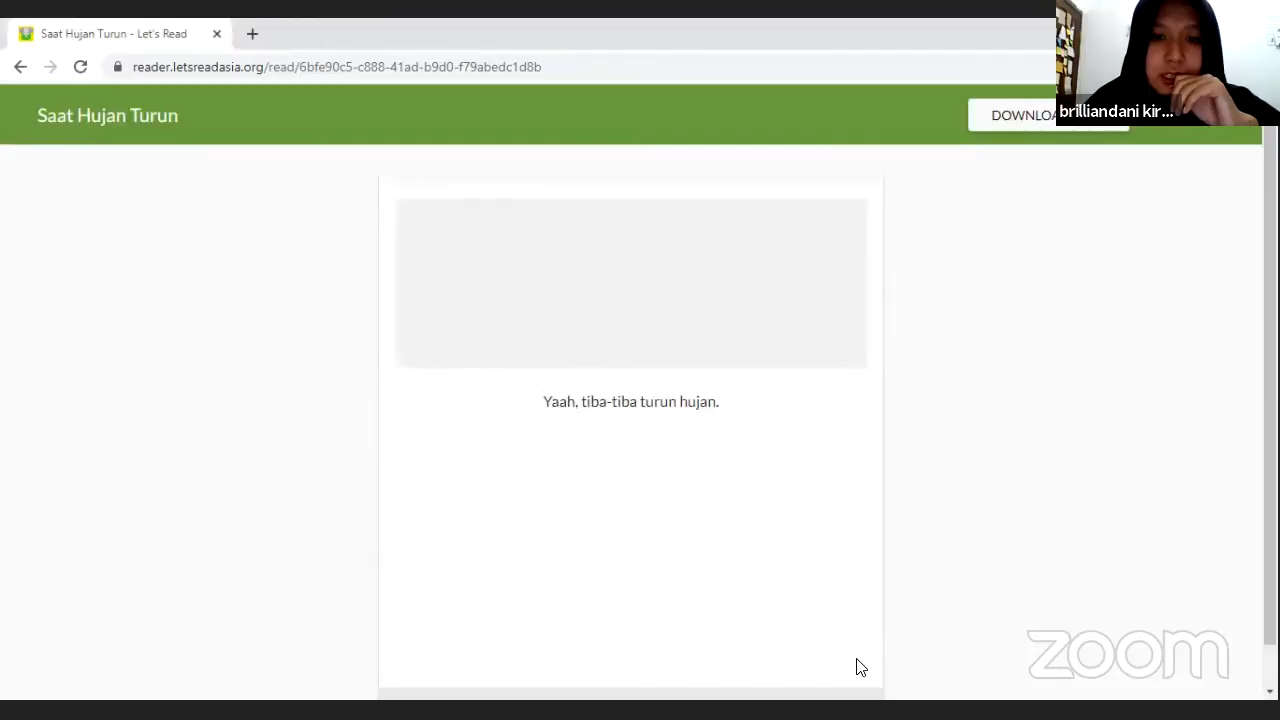 Saat Hujan Turun - Let's Read
reader.letsreadasia.org/read/6bfe90c5-c888-41ad-b9d0-f79abedc1d8b
Saat Hujan Turun
DOWNLOA
brilliandani kir...
Yaah, tiba-tiba turun hujan.
zoom